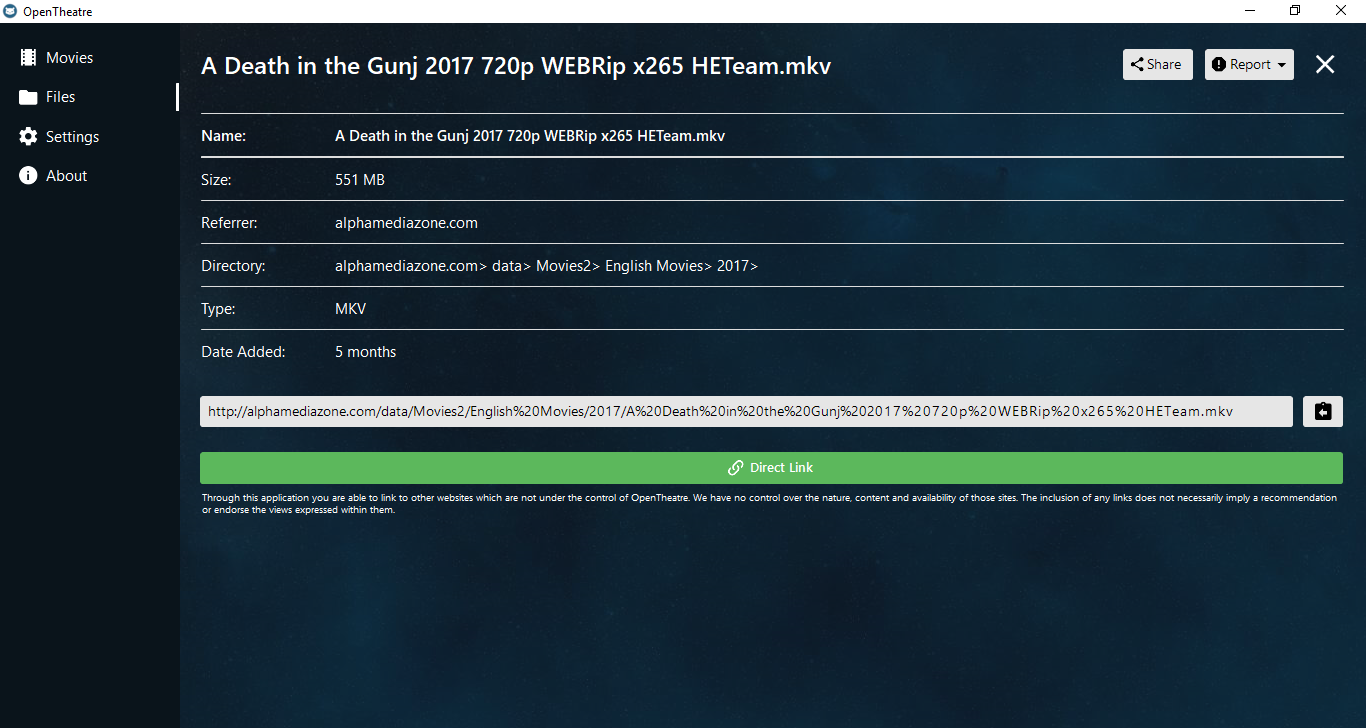 OpenTheatre
Movies
Files
Settings
About
A Death in the Gunj 2017 720p WEBRip x265 HETeam.mkv
Share
Report
Name: A Death in the Gunj 2017 720p WEBRip x265 HETeam.mkv
Size: 551 MB
Referrer: alphamediazone.com
Directory: alphamediazone.com> data> Movies2> English Movies> 2017>
Type: MKV
Date Added: 5 months
http://alphamediazone.com/data/Movies2/English%20Movies/2017/A%20Death%20in%20the%20Gunj%202017%20720p%20WEBRip%20x265%20HETeam.mkv
Direct Link
Through this application you are able to link to other websites which are not under the control of OpenTheatre. We have no control over the nature, content and availability of those sites. The inclusion of any links does not necessarily imply a recommendation
or endorse the views expressed within them.